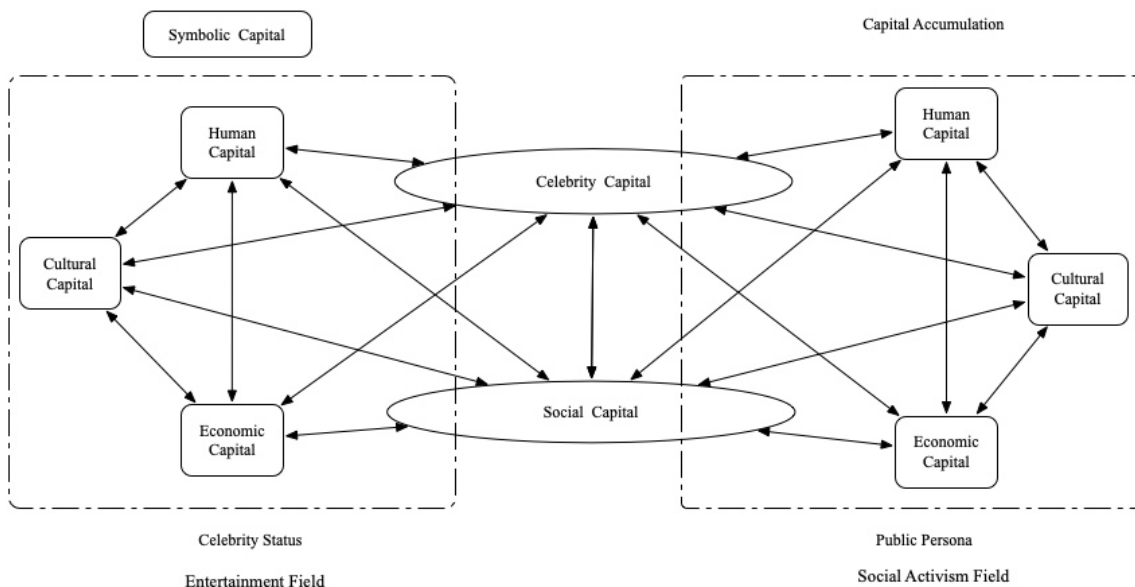 Symbolic Capital
Capital Accumulation
Human
Capital
Human
Capital
Celebrity Capital
Cultural
Capital
Cultural
Capital
Social Capital
Economic
Capital
Economic
Capital
Celebrity Status
Public Persona
Entertainment Field
Social Activism Field